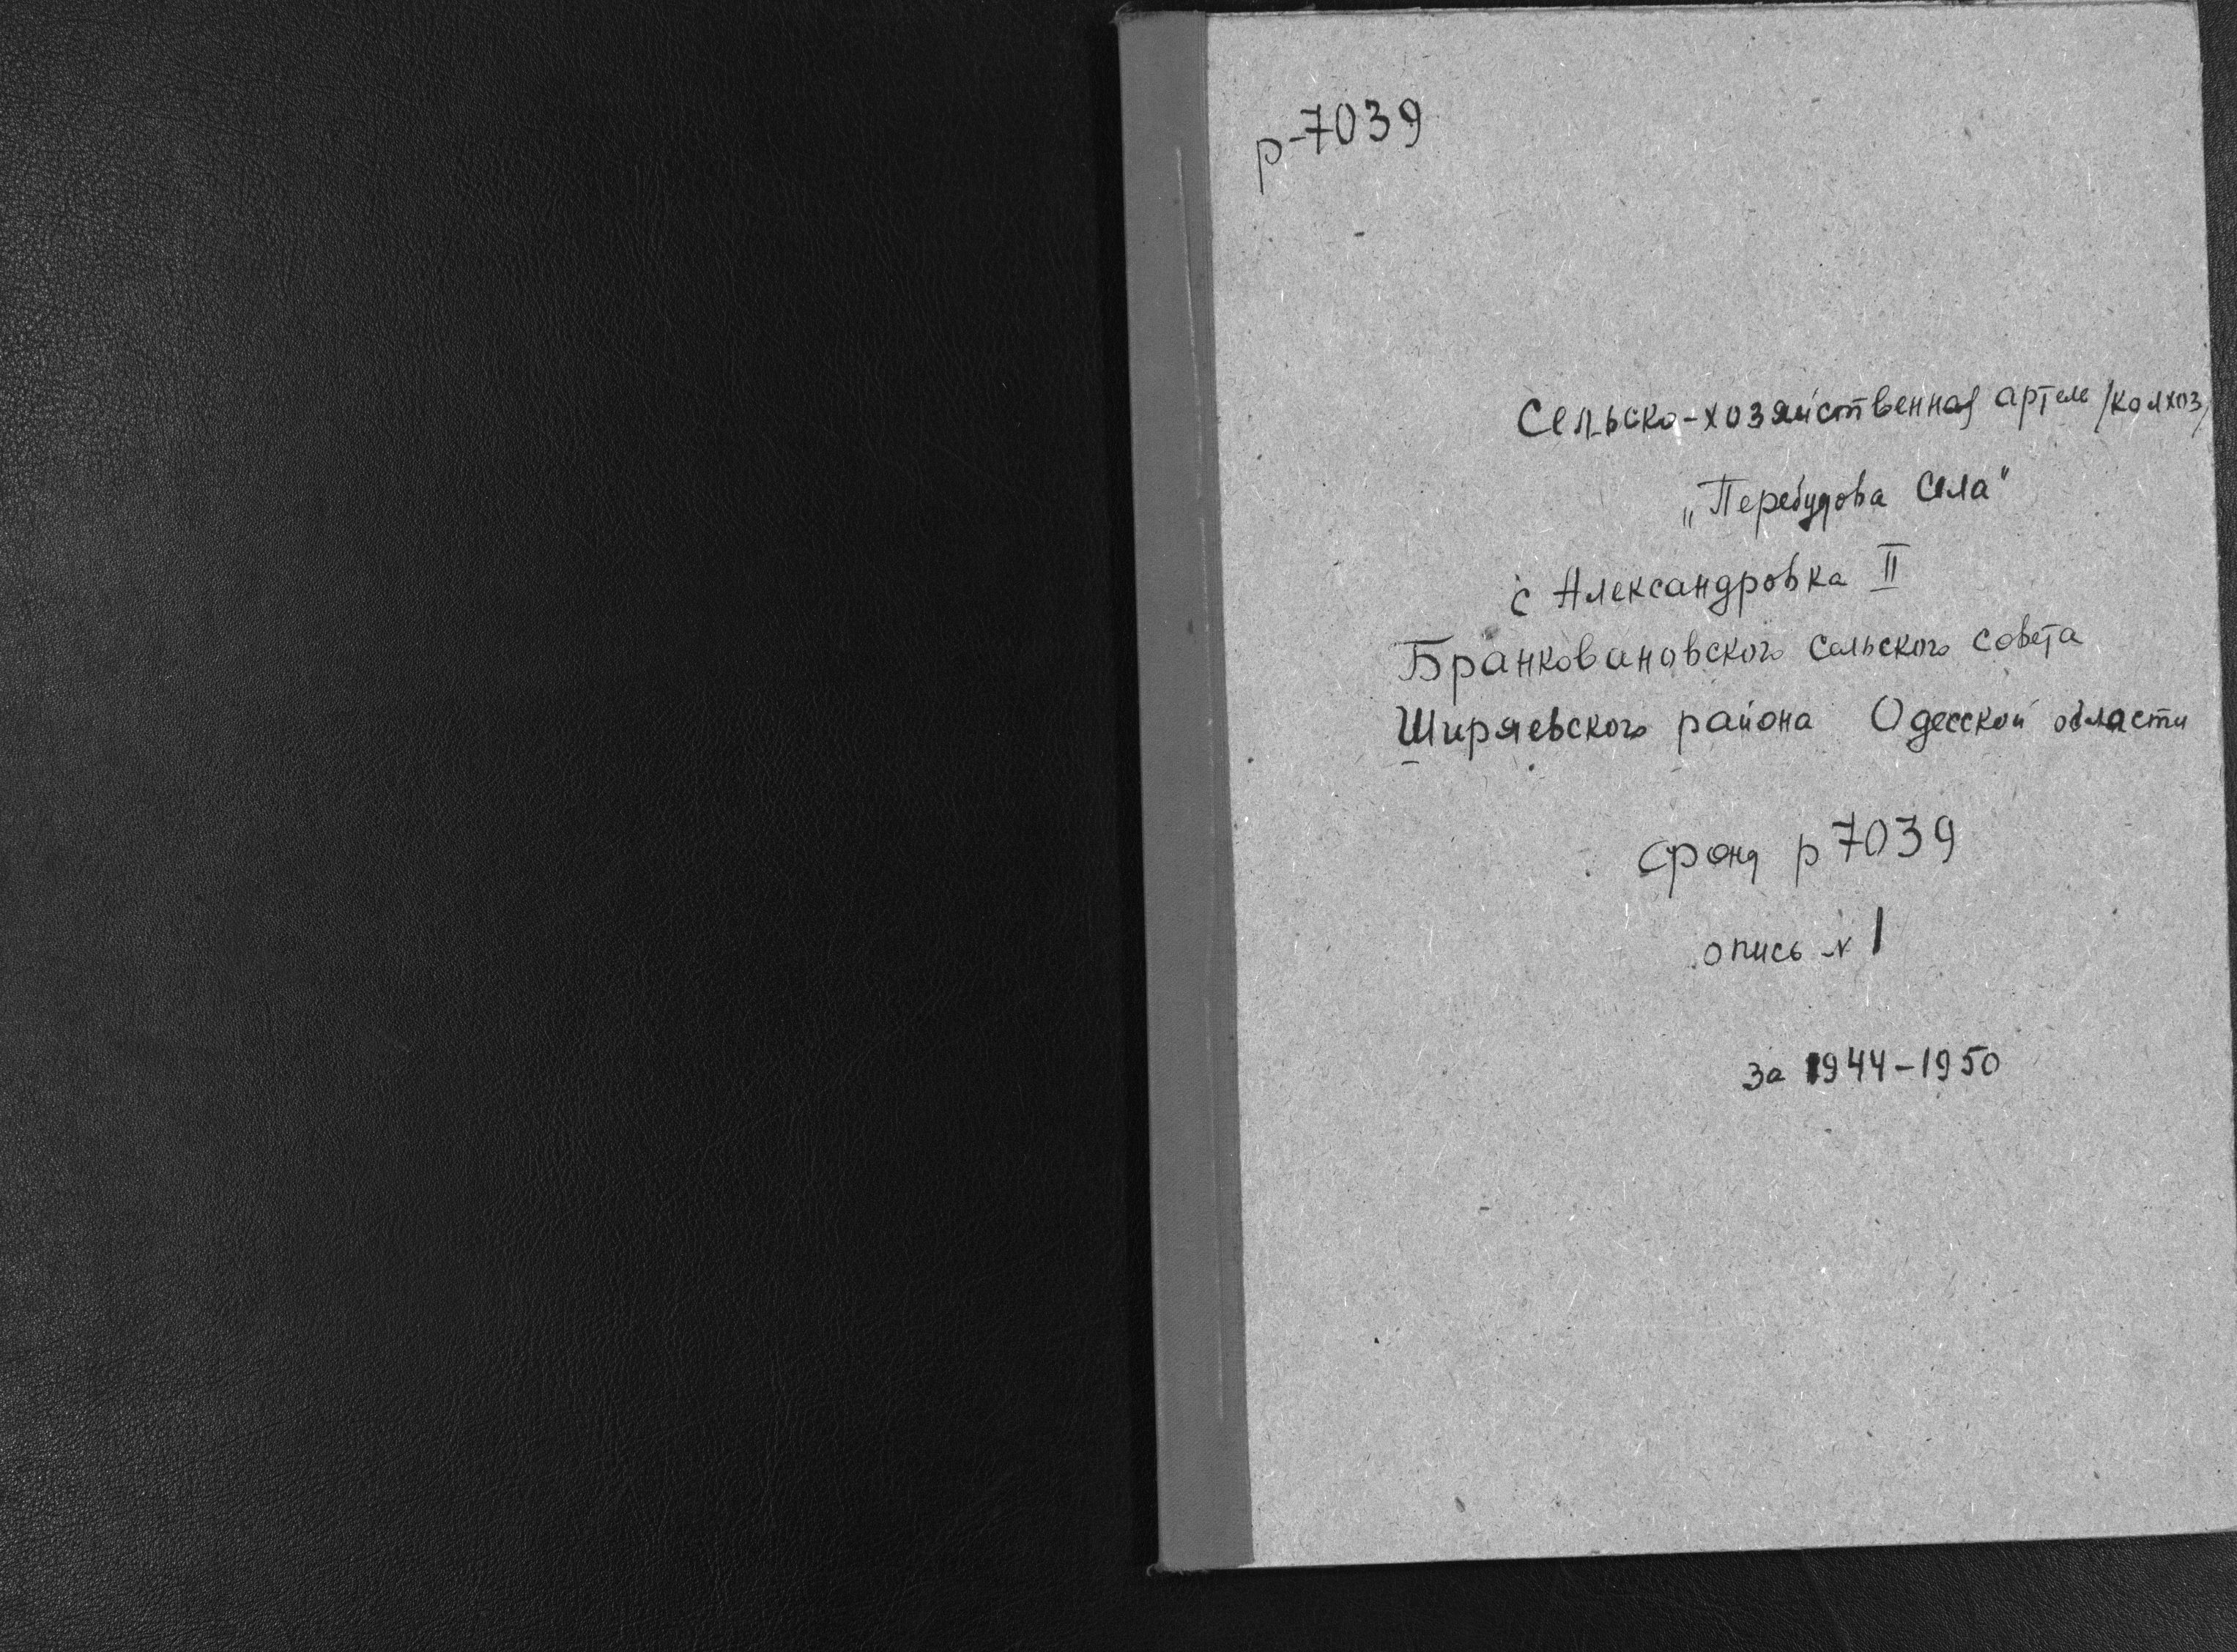 р-7039
Сельско-хозяйственная артель /колхоз/
„Перебудова Села"
с Александровка II
Бранковановского сельского совета
Ширяевского района Одесской области
фонд р 7039
опись № 1
за 1944-1950